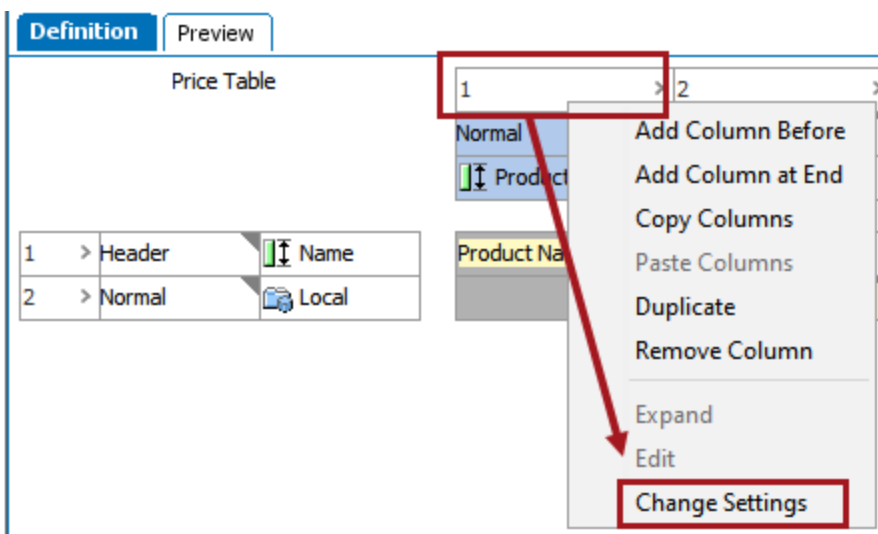 Definition Preview
Price Table
1 2
Normal
Product
Add Column Before
Add Column at End
Copy Columns
Paste Columns
Duplicate
Remove Column
Expand
Edit
Change Settings
1 Header Name
Product Na
2 Normal Local